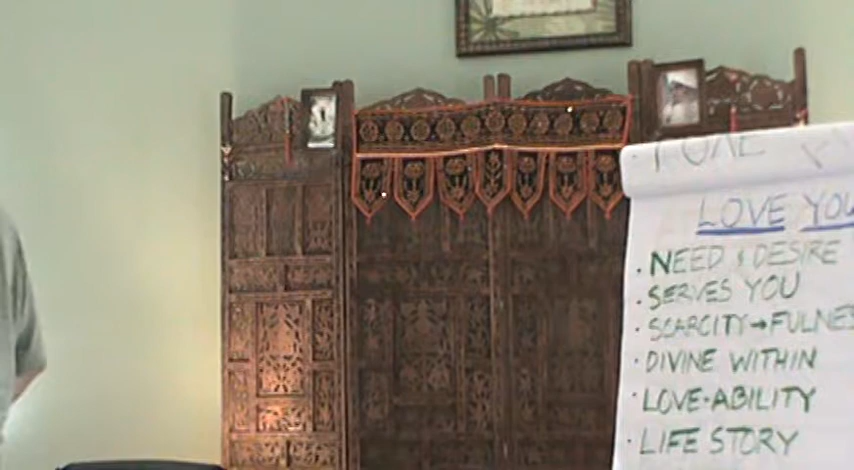 LOVE YOU
• NEED & DESIRE
• SERVES YOU
• SCARCITY→FULNES
• DIVINE WITHIN
• LOVE-ABILITY
• LIFE STORY